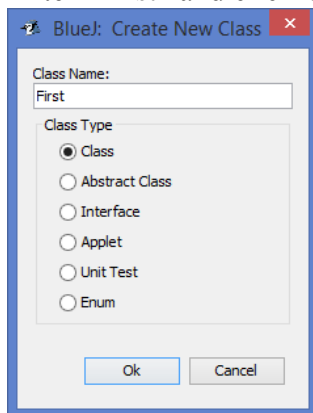 BlueJ: Create New Class
Class Name:
First
Class Type
Class
Abstract Class
Interface
Applet
Unit Test
Enum
Ok Cancel